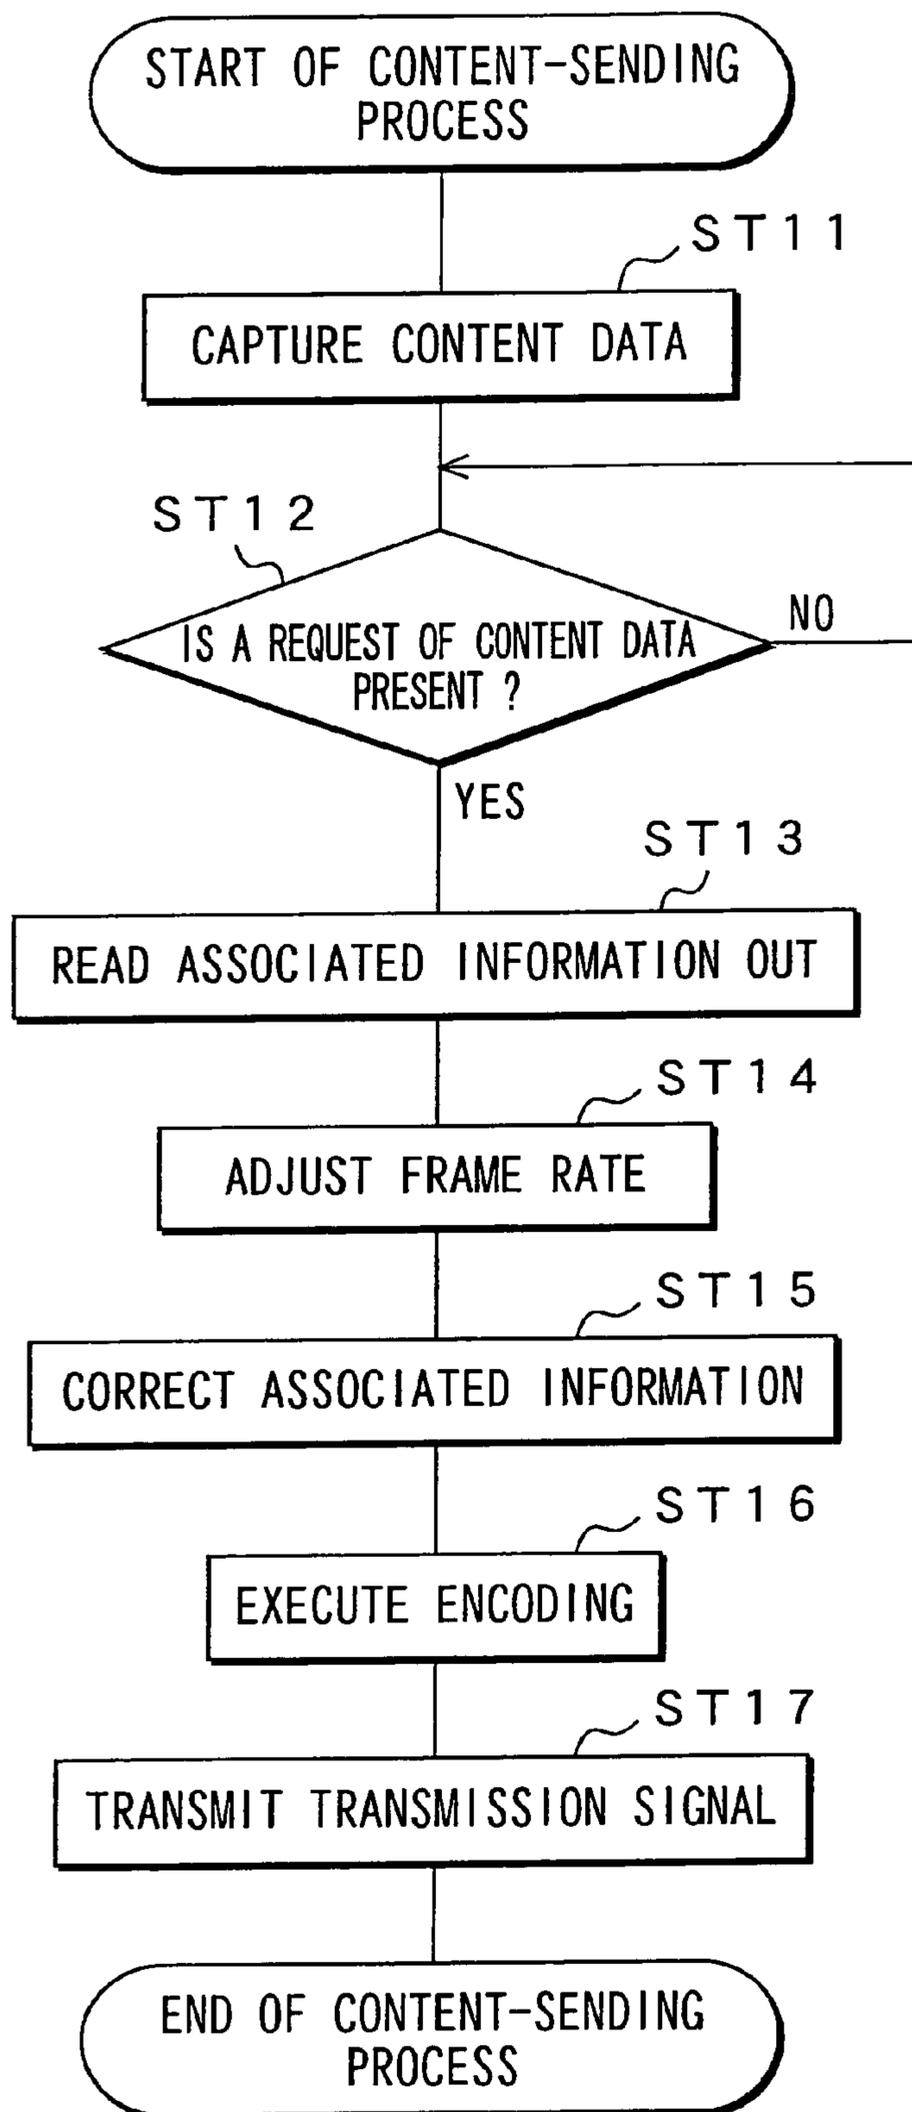 START OF CONTENT-SENDING
PROCESS
ST11
CAPTURE CONTENT DATA
ST12
IS A REQUEST OF CONTENT DATA
PRESENT ?
NO
YES
ST13
READ ASSOCIATED INFORMATION OUT
ST14
ADJUST FRAME RATE
ST15
CORRECT ASSOCIATED INFORMATION
ST16
EXECUTE ENCODING
ST17
TRANSMIT TRANSMISSION SIGNAL
END OF CONTENT-SENDING
PROCESS